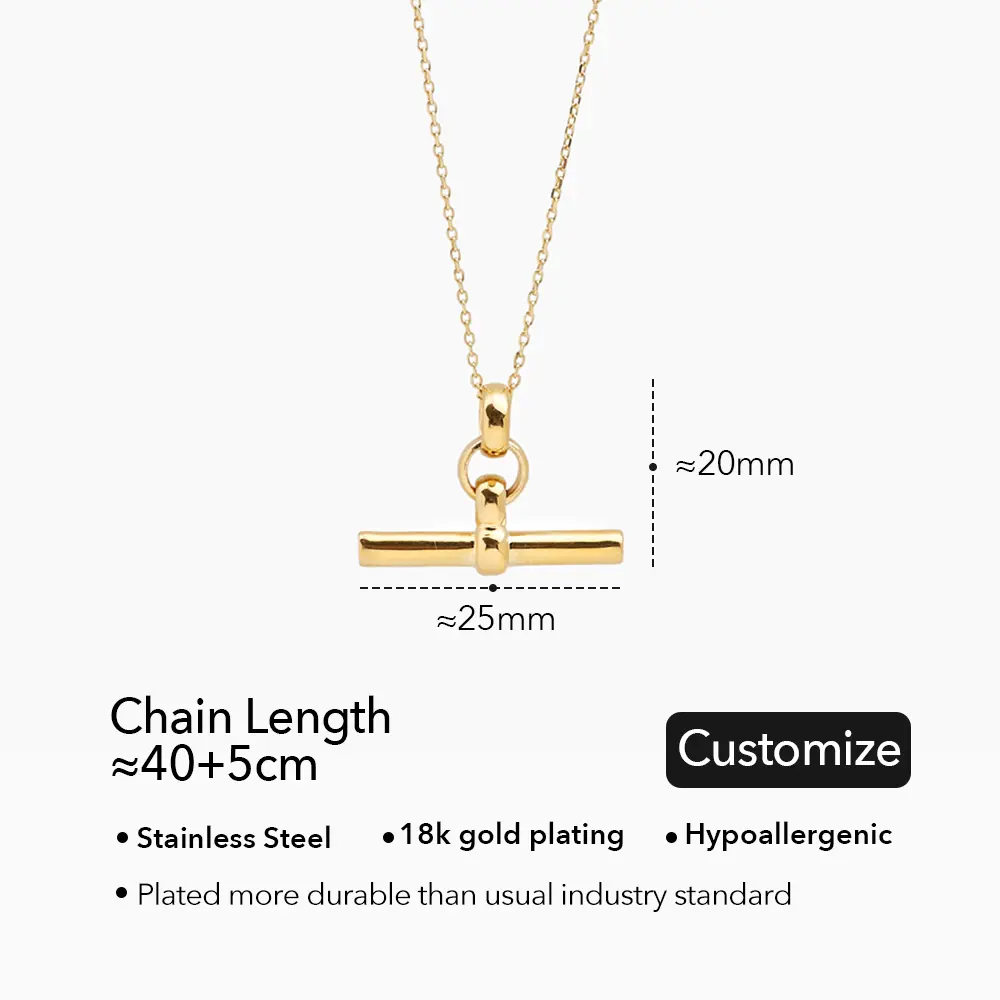 ≈20mm
≈25mm
Chain Length
≈40+5cm
Customize
• Stainless Steel
• 18k gold plating
• Hypoallergenic
• Plated more durable than usual industry standard